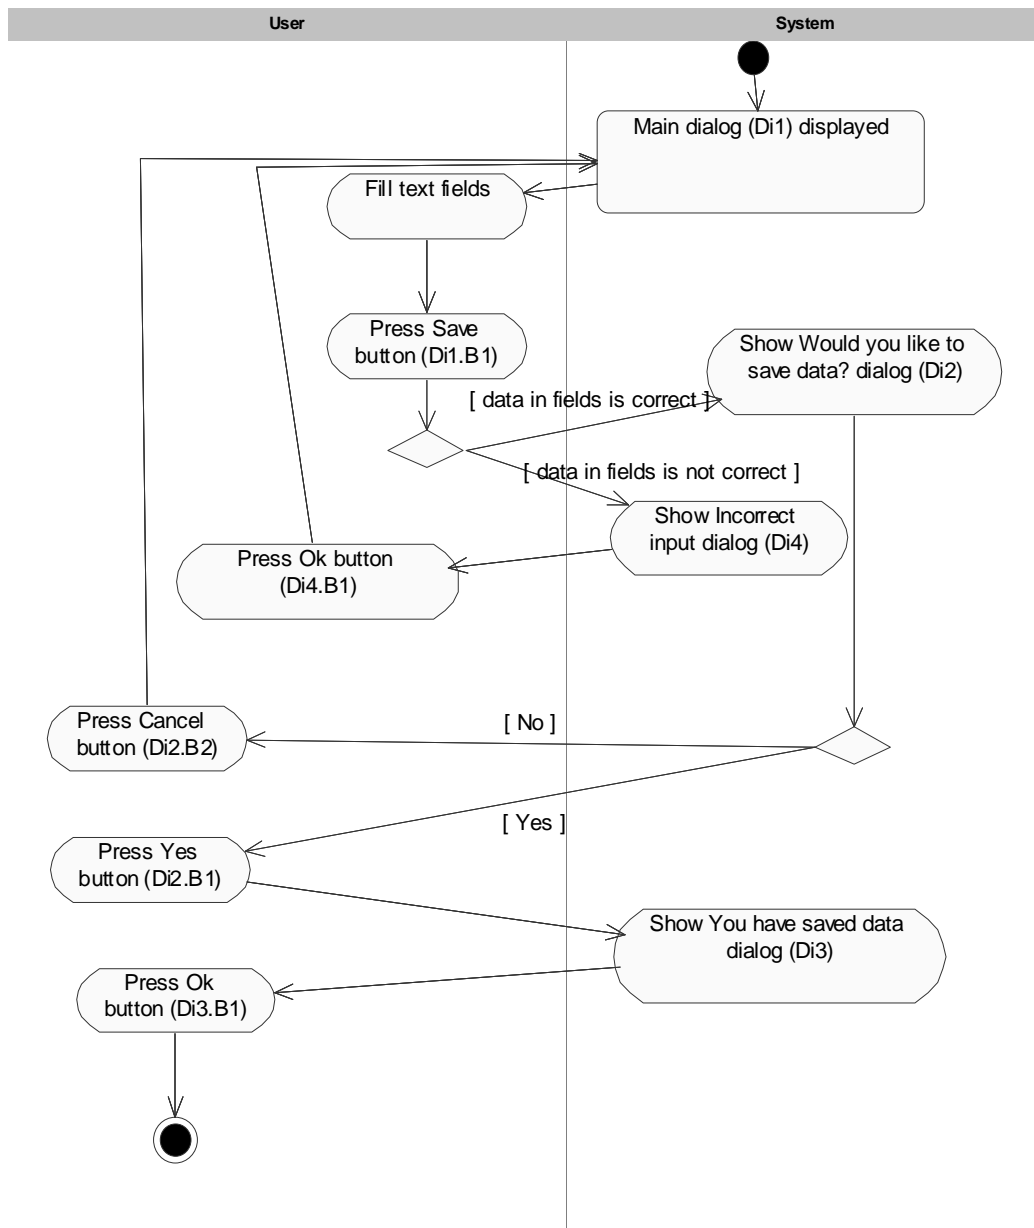 User
System
Main dialog (Di1) displayed
Fill text fields
Press Save
button (Di1.B1)
Show Would you like to
save data? dialog (Di2)
[ data in fields is correct ]
[ data in fields is not correct ]
Show Incorrect
input dialog (Di4)
Press Ok button
(Di4.B1)
Press Cancel
button (Di2.B2)
[ No ]
[ Yes ]
Press Yes
button (Di2.B1)
Show You have saved data
dialog (Di3)
Press Ok
button (Di3.B1)